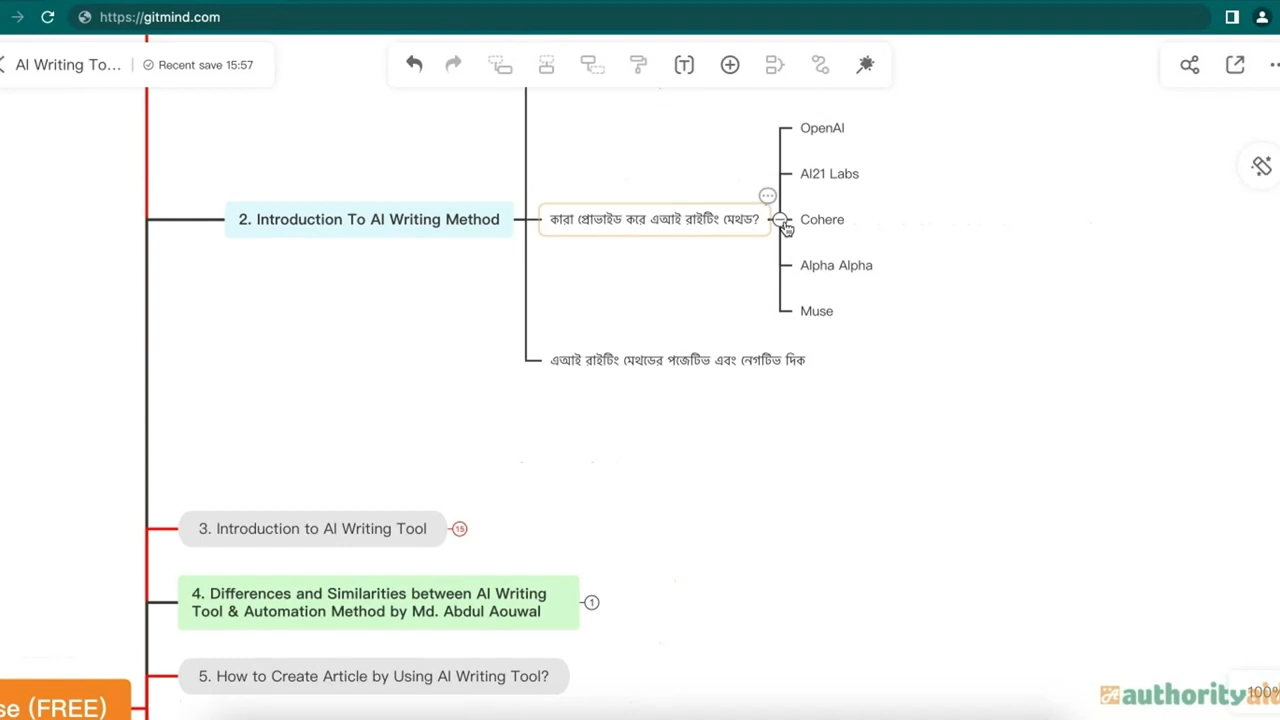 https://gitmind.com
AI Writing To...
Recent save 15:57
OpenAI
AI21 Labs
2. Introduction To AI Writing Method
কারা প্রোভাইড করে এআই রাইটিং মেথড?
Cohere
Alpha Alpha
Muse
এআই রাইটিং মেথডের পজেটিভ এবং নেগটিভ দিক
3. Introduction to AI Writing Tool
15
4. Differences and Similarities between AI Writing
Tool & Automation Method by Md. Abdul Aouwal
1
5. How to Create Article by Using AI Writing Tool?
se (FREE)
100%
authorityaid